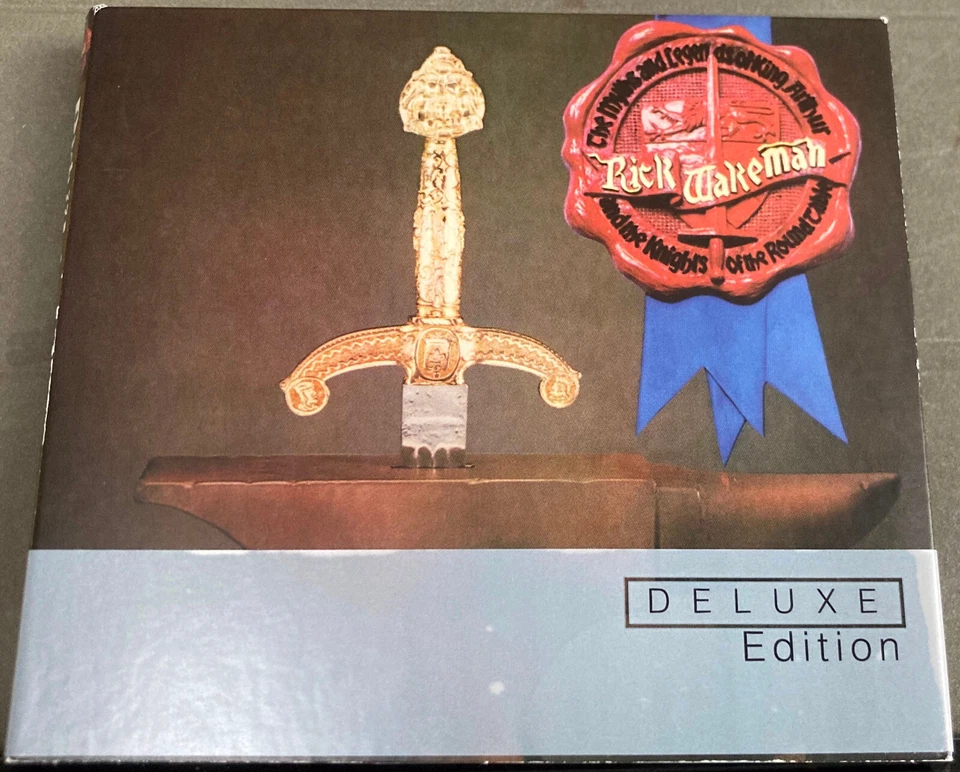 The Myths and Legends of King Arthur
Rick Wakeman
and the Knights of the Round Table
DELUXE
Edition